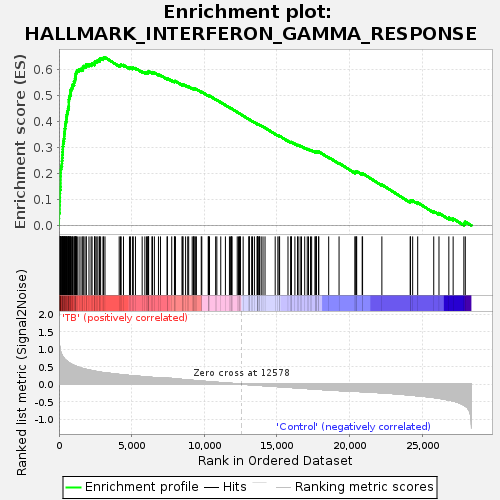 Enrichment plot:
HALLMARK_INTERFERON_GAMMA_RESPONSE
Enrichment score (ES)
0.6
0.5
0.4
0.3
0.2
0.1
0.0
'TB' (positively correlated)
Ranked list metric (Signal2Noise)
2.0
1.5
1.0
0.5
0.0
-0.5
-1.0
Zero cross at 12578
'Control' (negatively correlated)
0
5,000
10,000
15,000
20,000
25,000
Rank in Ordered Dataset
Enrichment profile
Hits
Ranking metric scores